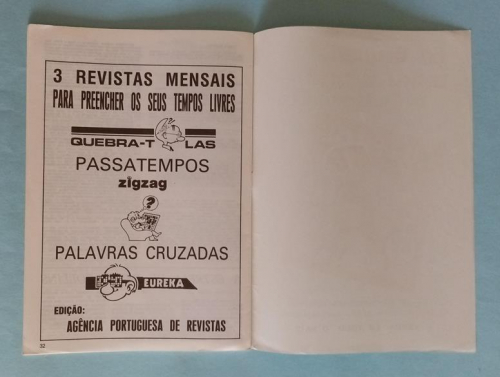 3 REVISTAS MENSAIS
PARA PREENCHER OS SEUS TEMPOS LIVRES
QUEBRA-T LAS
PASSATEMPOS
zigzag
?
PALAVRAS CRUZADAS
EUREKA
EDIÇÃO:
AGÊNCIA PORTUGUESA DE REVISTAS
32